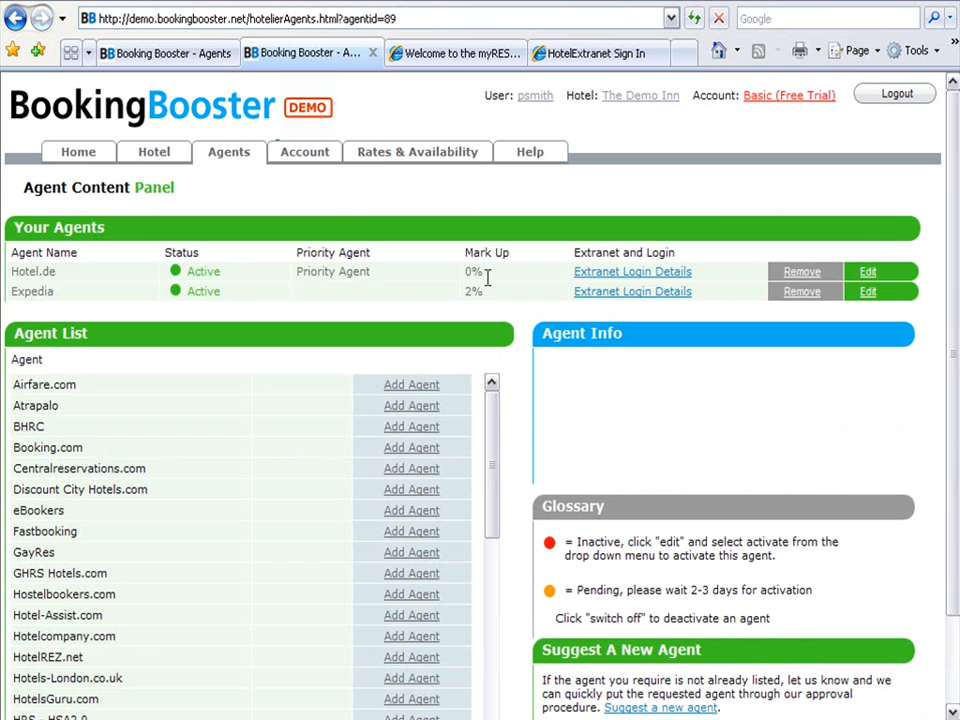 http://demo.bookingbooster.net/hotelierAgents.html?agentid=89
Google
Booking Booster - Agents
Booking Booster - A...
Welcome to the myRES...
HotelExtranet Sign In
Page
Tools
BookingBooster DEMO
User: psmith Hotel: The Demo Inn Account: Basic (Free Trial) Logout
Home Hotel Agents Account Rates & Availability Help
Agent Content Panel
Your Agents
Agent Name Status Priority Agent Mark Up Extranet and Login
Hotel.de Active Priority Agent 0% Extranet Login Details Remove Edit
Expedia Active 2% Extranet Login Details Remove Edit
Agent List
Agent
Airfare.com Add Agent
Atrapalo Add Agent
BHRC Add Agent
Booking.com Add Agent
Centralreservations.com Add Agent
Discount City Hotels.com Add Agent
eBookers Add Agent
Fastbooking Add Agent
GayRes Add Agent
GHRS Hotels.com Add Agent
Hostelbookers.com Add Agent
Hotel-Assist.com Add Agent
Hotelcompany.com Add Agent
HotelREZ.net Add Agent
Hotels-London.co.uk Add Agent
HotelsGuru.com Add Agent
Add Agent
Agent Info
Glossary
= Inactive, click "edit" and select activate from the
drop down menu to activate this agent.
= Pending, please wait 2-3 days for activation
Click "switch off" to deactivate an agent
Suggest A New Agent
If the agent you require is not already listed, let us know and we
can quickly put the requested agent through our approval
procedure. Suggest a new agent.